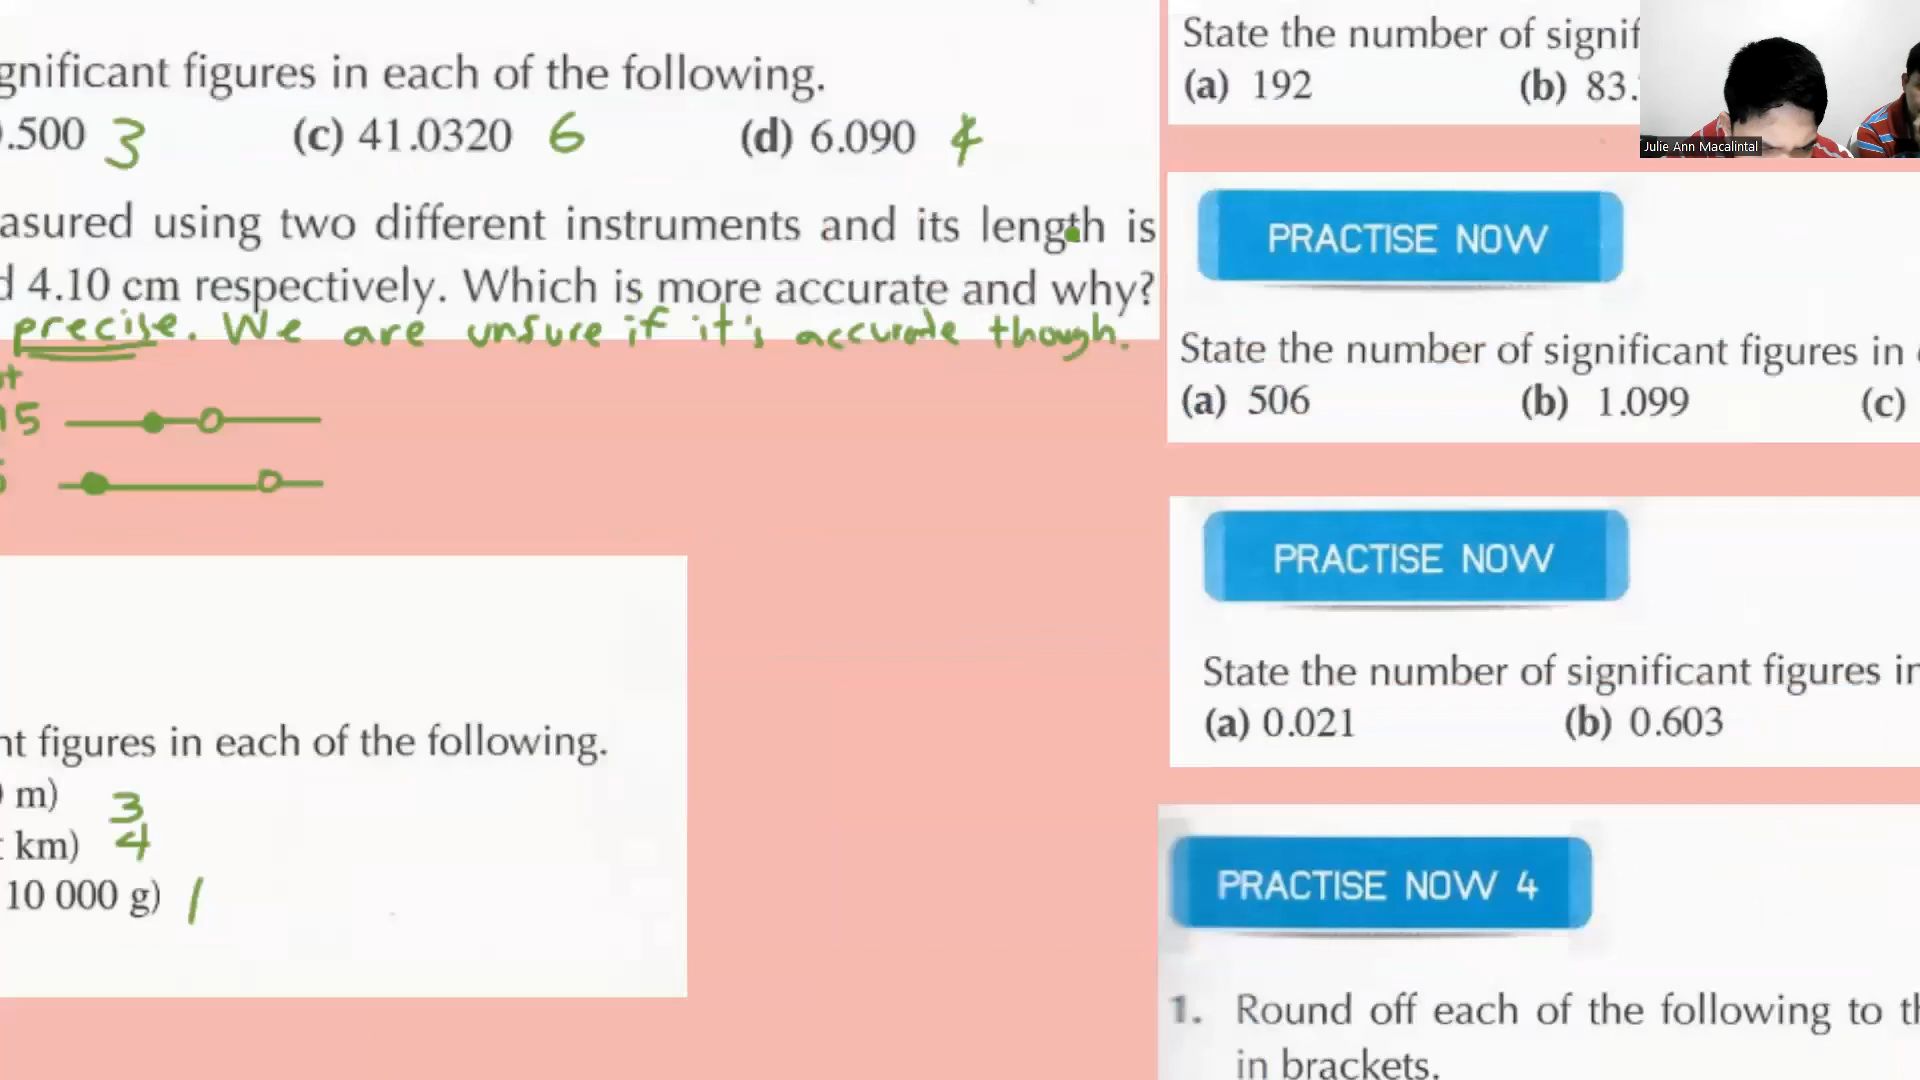 gnificant figures in each of the following.
.500 3 (c) 41.0320 6 (d) 6.090 4
asured using two different instruments and its length is
d 4.10 cm respectively. Which is more accurate and why?
precise. We are unsure if it's accurate though.
15
nt figures in each of the following.
m) 3
km) 4
10 000 g) 1
State the number of signif
(a) 192 (b) 83.
Julie Ann Macalintal
PRACTISE NOW
State the number of significant figures in
(a) 506 (b) 1.099 (c)
PRACTISE NOW
State the number of significant figures in
(a) 0.021 (b) 0.603
PRACTISE NOW 4
1. Round off each of the following to th
in brackets.